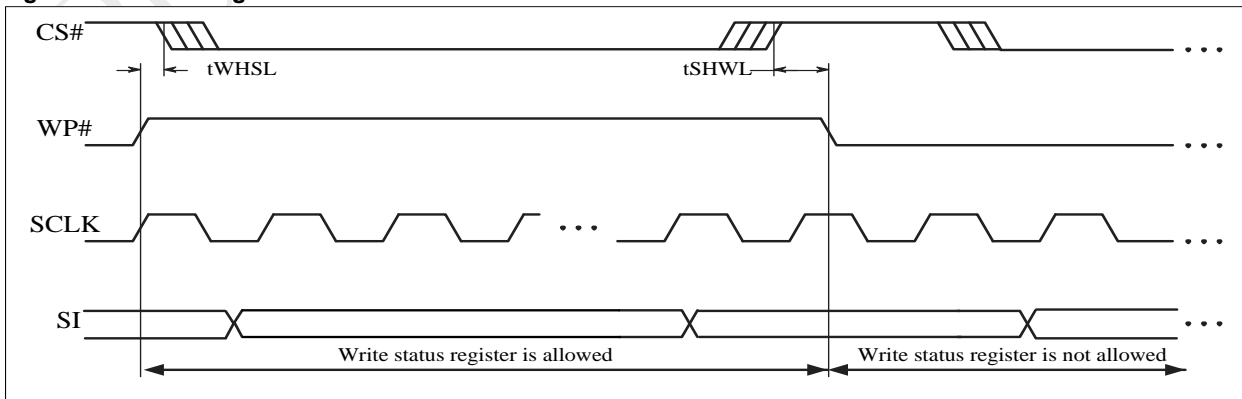 CS#
tWHSL
tSHWL
WP#
SCLK
SI
Write status register is allowed
Write status register is not allowed